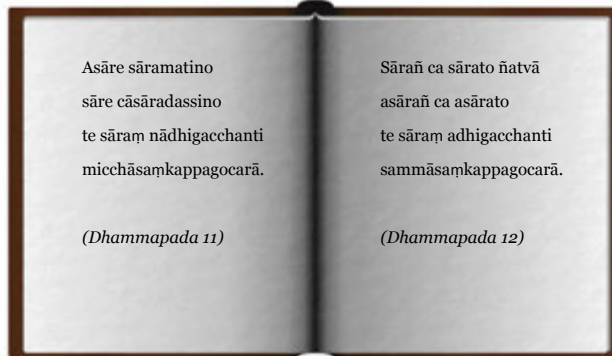 Asāre sāramatino
sāre cāsāradassino
te sāraṃ nādhigacchanti
micchāsaṃkappagocarā.
(Dhammapada 11)
Sārañ ca sārato ñatvā
asārañ ca asārato
te sāraṃ adhigacchanti
sammāsaṃkappagocarā.
(Dhammapada 12)